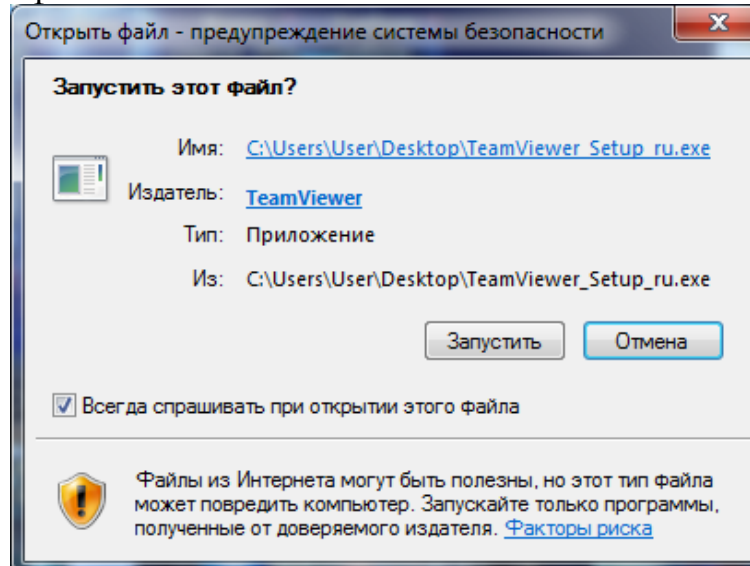 Открыть файл - предупреждение системы безопасности
Запустить этот файл?
Имя: C:\Users\User\Desktop\TeamViewer_Setup_ru.exe
Издатель: TeamViewer
Тип: Приложение
Из: C:\Users\User\Desktop\TeamViewer_Setup_ru.exe
Запустить Отмена
Всегда спрашивать при открытии этого файла
Файлы из Интернета могут быть полезны, но этот тип файла
может повредить компьютер. Запускайте только программы,
полученные от доверяемого издателя. Факторы риска